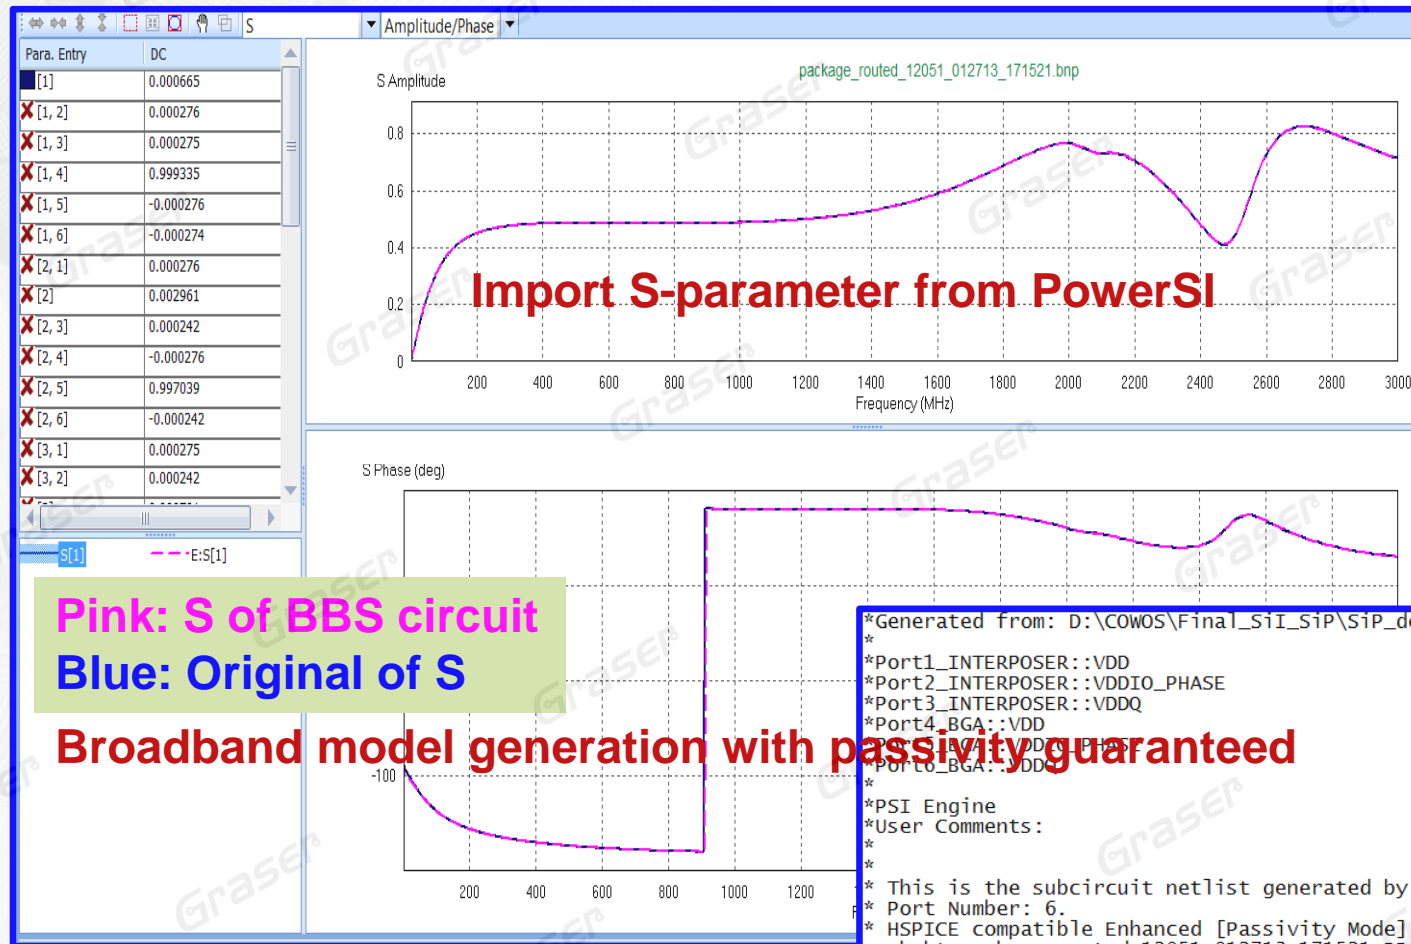 S
Amplitude/Phase
Para. Entry DC
[1] 0.000665
[1, 2] 0.000276
[1, 3] 0.000275
[1, 4] 0.999335
[1, 5] -0.000276
[1, 6] -0.000274
[2, 1] 0.000276
[2] 0.002961
[2, 3] 0.000242
[2, 4] -0.000276
[2, 5] 0.997039
[2, 6] -0.000242
[3, 1] 0.000275
[3, 2] 0.000242
S[1] E:S[1]
S Amplitude
package_routed_12051_012713_171521.bnp
0.8
0.6
0.4
0.2
0
200 400 600 800 1000 1200 1400 1600 1800 2000 2200 2400 2600 2800 3000
Frequency (MHz)
Import S-parameter from PowerSI
S Phase (deg)
-100
200 400 600 800 1000 1200
Pink: S of BBS circuit
Blue: Original of S
Broadband model generation with passivity guaranteed
*Generated from: D:\COWOS\Final_SiI_SiP\SiP_d
*
*Port1_INTERPOSER::VDD
*Port2_INTERPOSER::VDDIO_PHASE
*Port3_INTERPOSER::VDDQ
*Port4_BGA::VDD
*Port5_BGA::VDDIO_PHASE
*Port6_BGA::VDDQ
*
*PSI Engine
*User Comments:
*
*
* This is the subcircuit netlist generated by
* Port Number: 6.
* HSPICE compatible Enhanced [Passivity Mode]
Graser